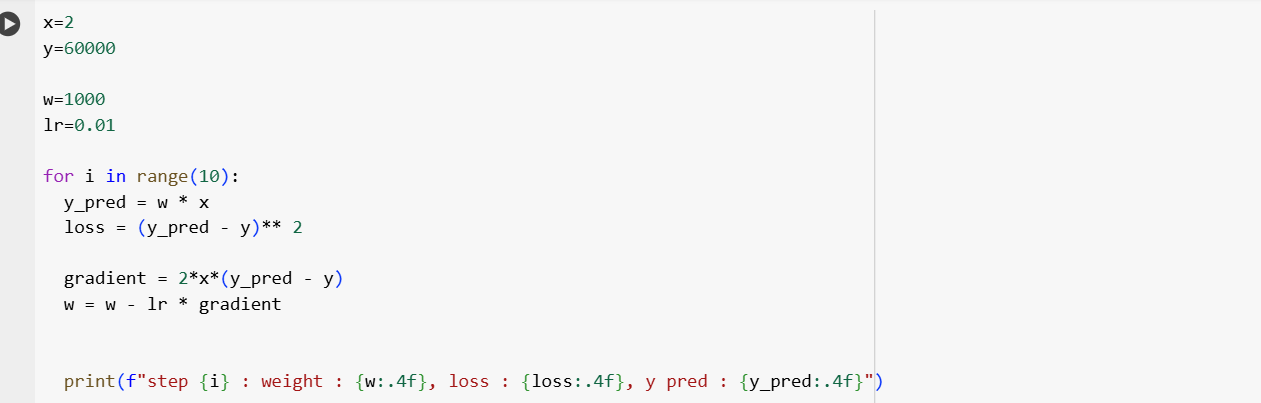 x=2
y=60000
w=1000
lr=0.01
for i in range(10):
  y_pred = w * x
  loss = (y_pred - y)** 2
  gradient = 2*x*(y_pred - y)
  w = w - lr * gradient
  print(f"step {i} : weight : {w:.4f}, loss : {loss:.4f}, y pred : {y_pred:.4f}")